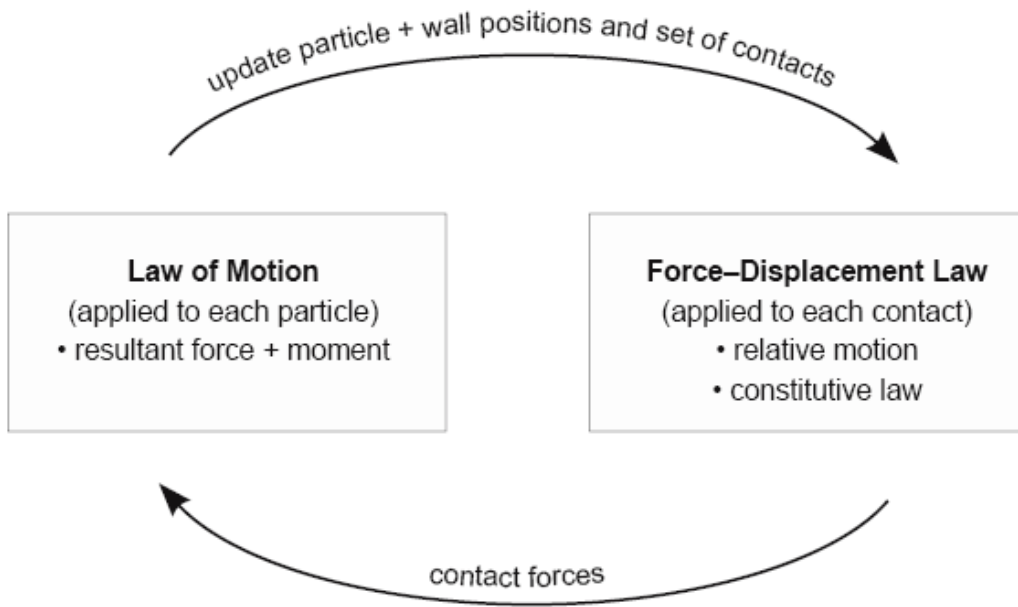 update particle + wall positions and set of contacts
Law of Motion
(applied to each particle)
• resultant force + moment
Force–Displacement Law
(applied to each contact)
• relative motion
• constitutive law
contact forces